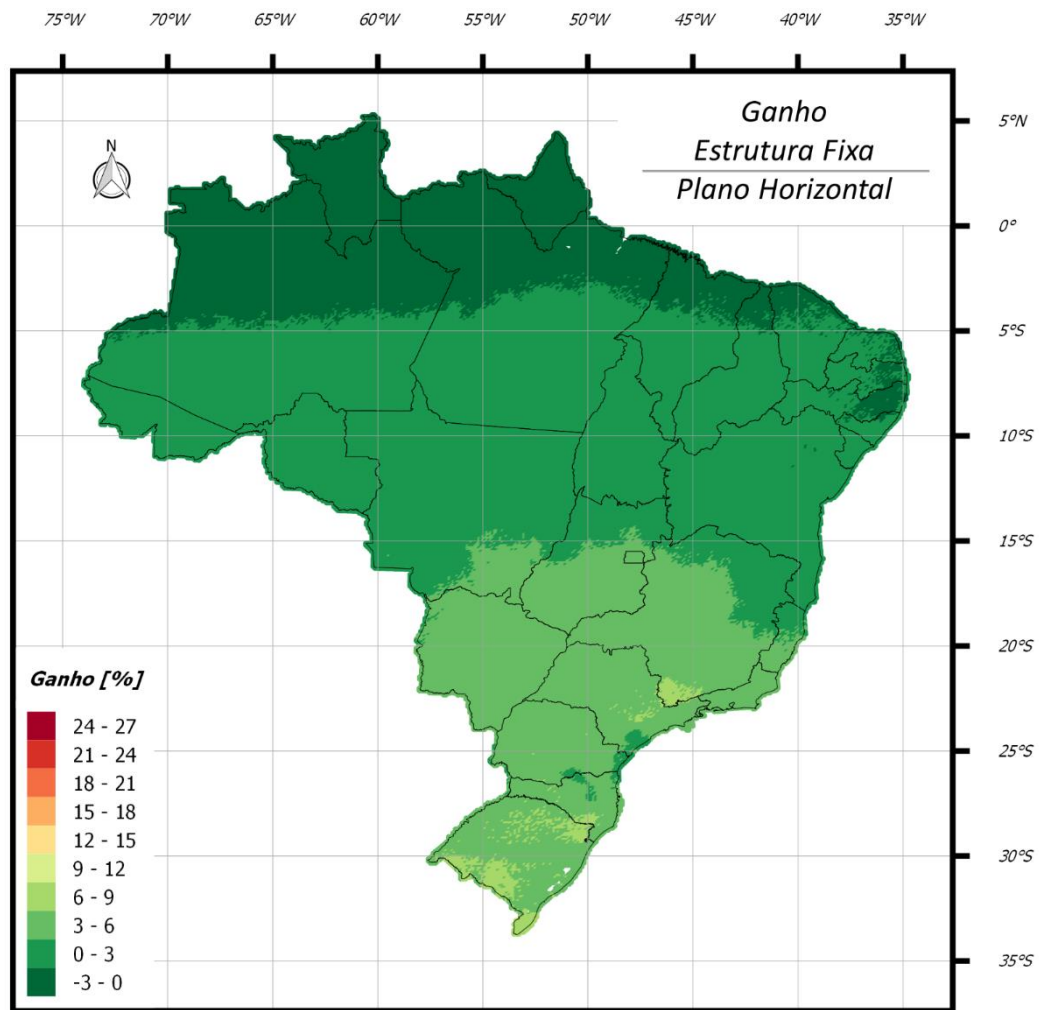 75°W 70°W 65°W 60°W 55°W 50°W 45°W 40°W 35°W
Ganho
Estrutura Fixa
Plano Horizontal
N
5°N
0°
5°S
10°S
15°S
20°S
25°S
30°S
35°S
Ganho [%]
24 - 27
21 - 24
18 - 21
15 - 18
12 - 15
9 - 12
6 - 9
3 - 6
0 - 3
-3 - 0